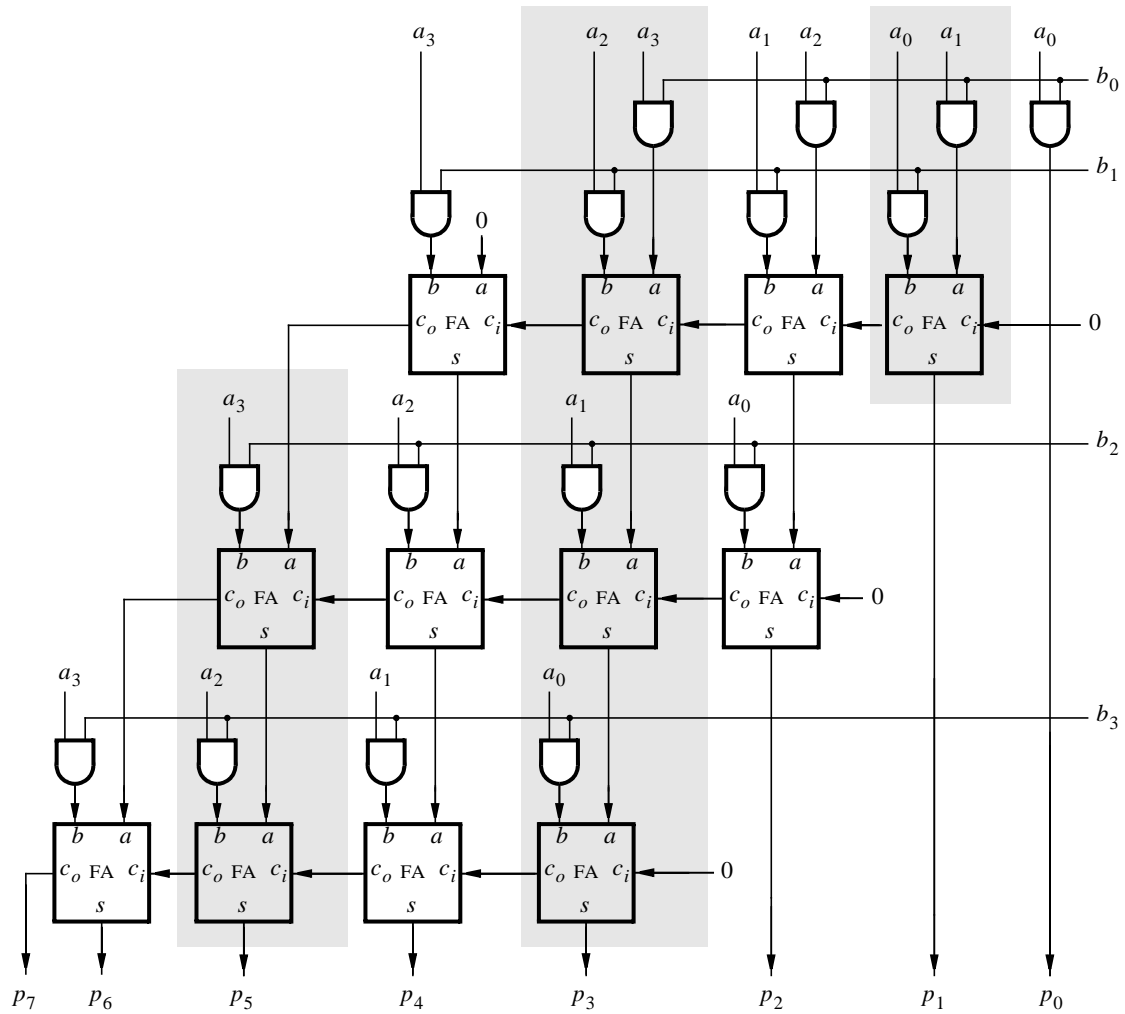 a3 a2 a3 a1 a2 a0 a1 a0
b0
b1
0
b a b a b a b a
co FA ci co FA ci co FA ci co FA ci 0
s s s s
a3 a2 a1 a0
b2
b a b a b a b a
co FA ci co FA ci co FA ci co FA ci 0
s s s s
a3 a2 a1 a0
b3
b a b a b a b a
co FA ci co FA ci co FA ci co FA ci 0
s s s s
p7 p6 p5 p4 p3 p2 p1 p0